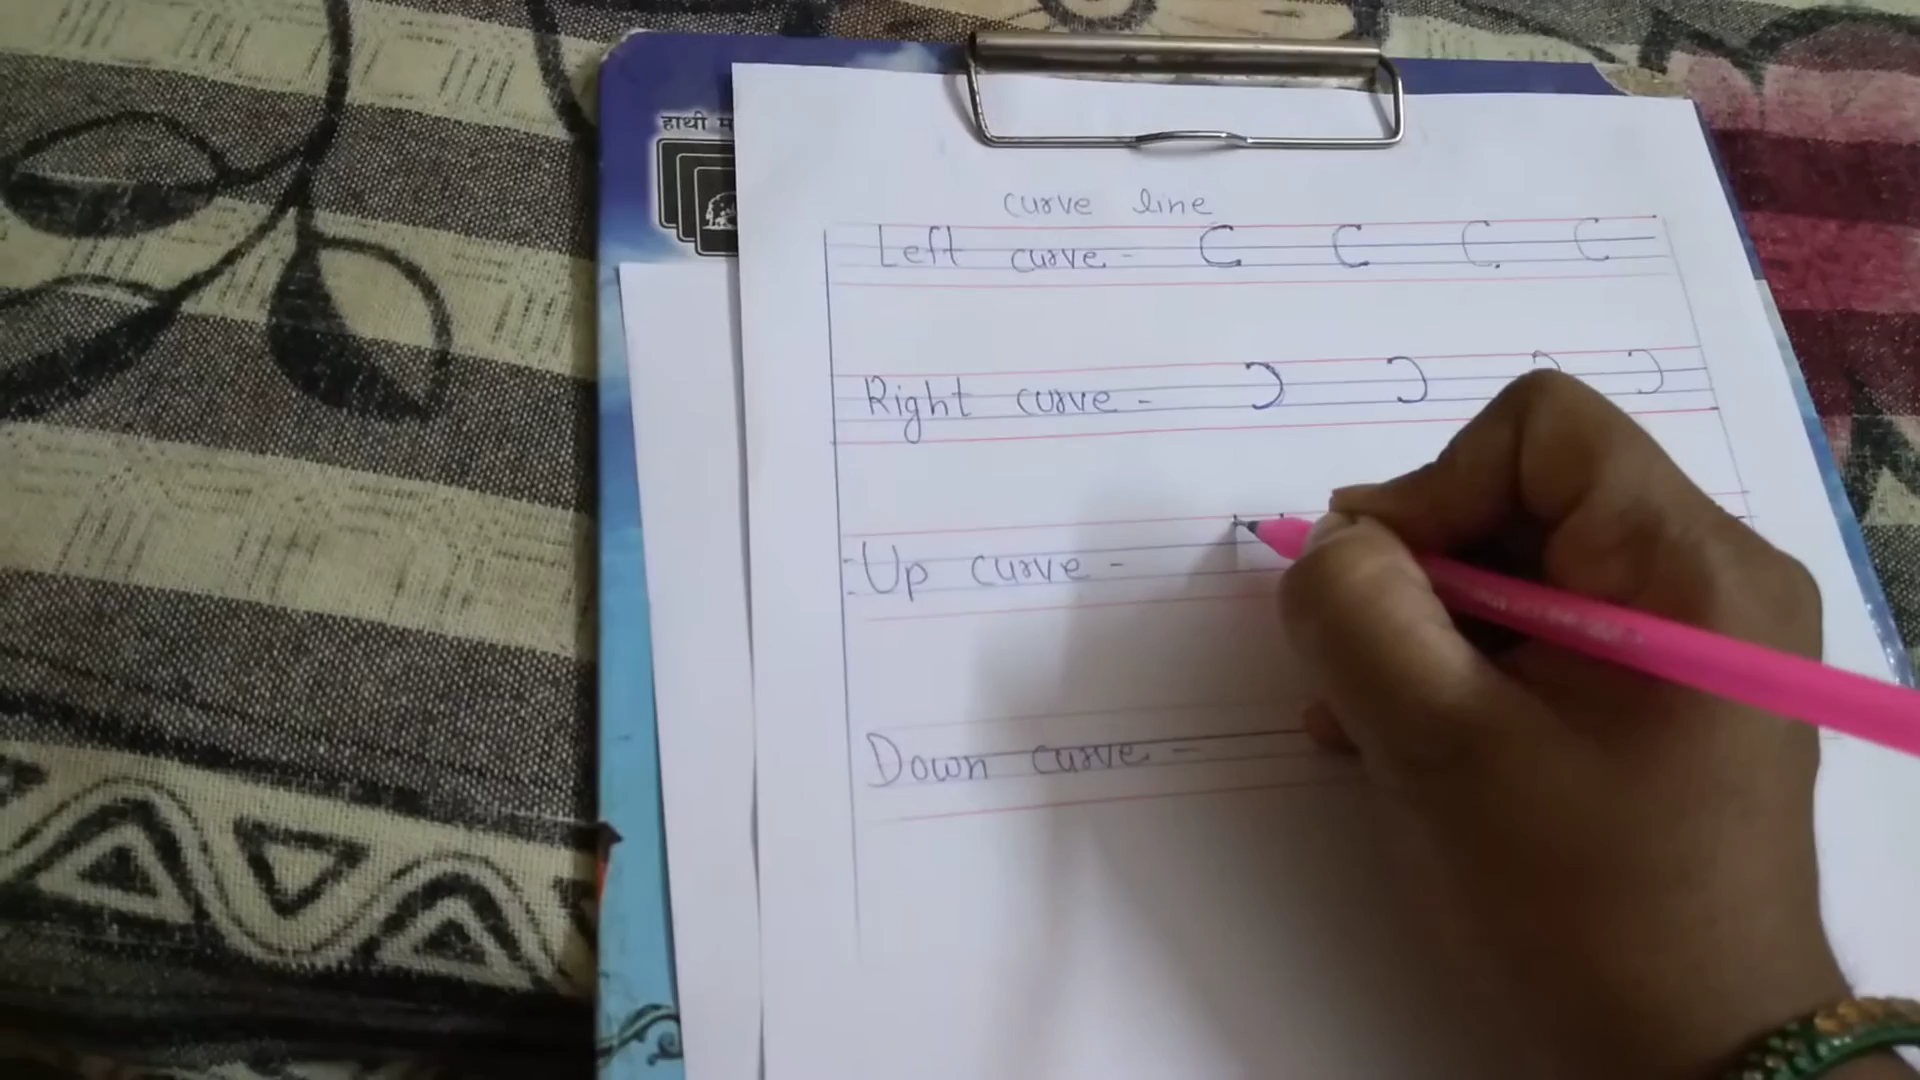 हाथी म
curve line
Left curve - C C C C
Right curve -
Up curve -
Down curve -